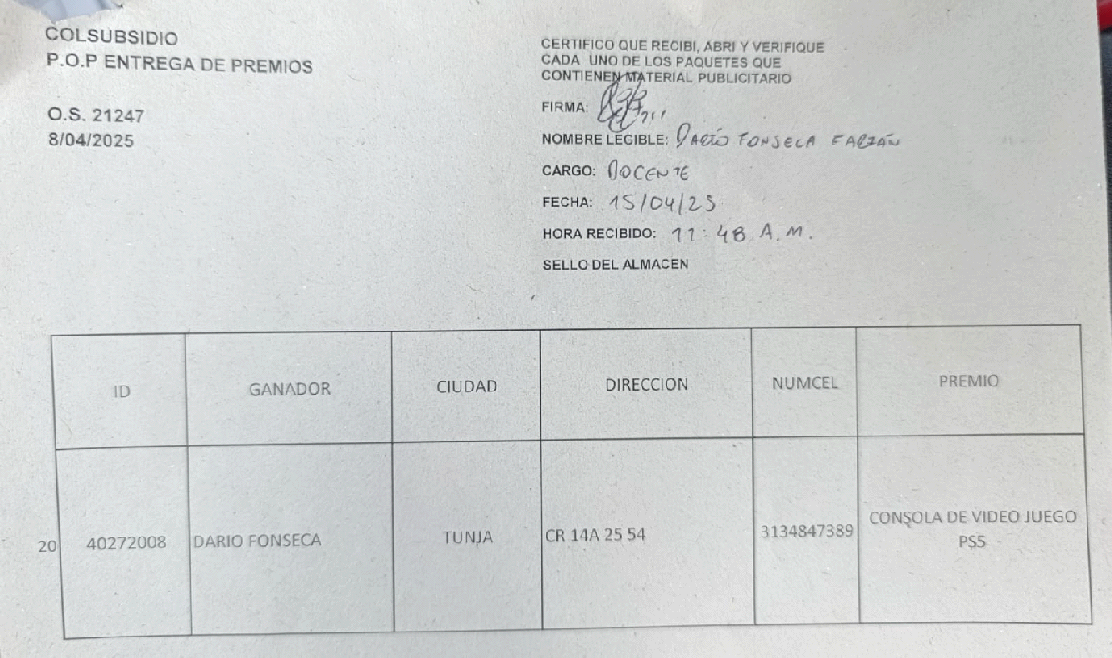 COLSUBSIDIO
P.O.P ENTREGA DE PREMIOS
O.S. 21247
8/04/2025
CERTIFICO QUE RECIBI, ABRI Y VERIFIQUE
CADA UNO DE LOS PAQUETES QUE
CONTIENEN MATERIAL PUBLICITARIO
FIRMA:
NOMBRE LEGIBLE: DARÍO FONSECA
CARGO: DOCENTE
FECHA: 15/04/25
HORA RECIBIDO: 11:48 A.M.
SELLO DEL ALMACEN
ID GANADOR CIUDAD DIRECCION NUMCEL PREMIO
20 40272008 DARIO FONSECA TUNJA CR 14A 25 54 3134847389 CONSOLA DE VIDEO JUEGO
PS5